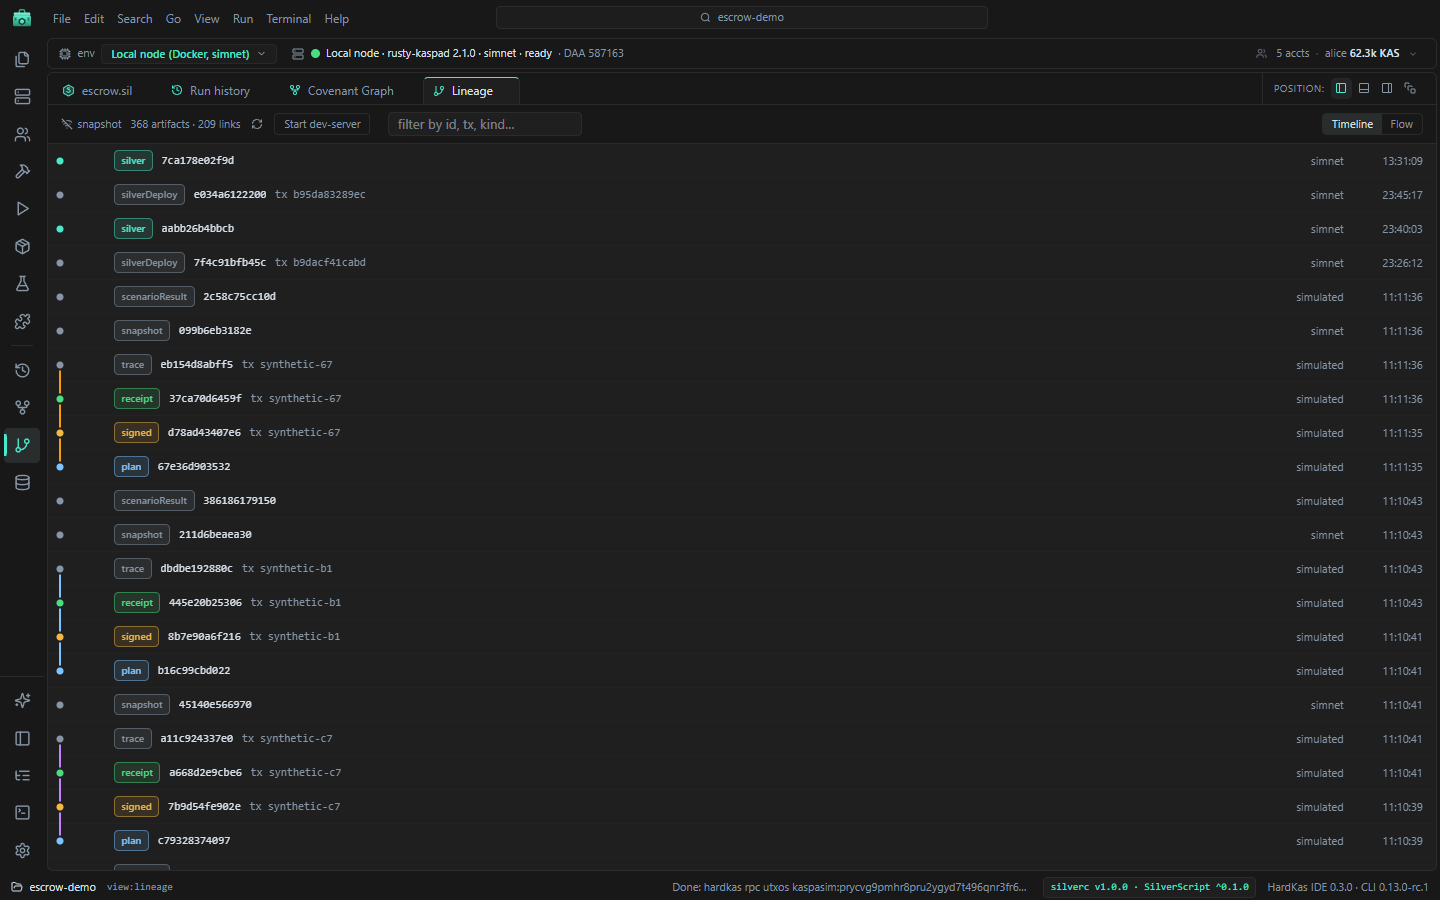 File Edit Search Go View Run Terminal Help
escrow-demo
env Local node (Docker, simnet) Local node · rusty-kaspad 2.1.0 · simnet · ready · DAA 587163 5 accts · alice 62.3k KAS
escrow.sil Run history Covenant Graph Lineage POSITION:
snapshot 368 artifacts · 209 links Start dev-server filter by id, tx, kind... Timeline Flow
silver 7ca178e02f9d simnet 13:31:09
silverDeploy e034a6122200 tx b95da83289ec simnet 23:45:17
silver aabb26b4bbcb simnet 23:40:03
silverDeploy 7f4c91bfb45c tx b9dacf41cabd simnet 23:26:12
scenarioResult 2c58c75cc10d simulated 11:11:36
snapshot 099b6eb3182e simnet 11:11:36
trace eb154d8abff5 tx synthetic-67 simulated 11:11:36
receipt 37ca70d6459f tx synthetic-67 simulated 11:11:36
signed d78ad43407e6 tx synthetic-67 simulated 11:11:35
plan 67e36d903532 simulated 11:11:35
scenarioResult 386186179150 simulated 11:10:43
snapshot 211d6beaea30 simnet 11:10:43
trace dbdbe192880c tx synthetic-b1 simulated 11:10:43
receipt 445e20b25306 tx synthetic-b1 simulated 11:10:43
signed 8b7e90a6f216 tx synthetic-b1 simulated 11:10:41
plan b16c99cbd022 simulated 11:10:41
snapshot 45140e566970 simnet 11:10:41
trace a11c924337e0 tx synthetic-c7 simulated 11:10:41
receipt a668d2e9cbe6 tx synthetic-c7 simulated 11:10:41
signed 7b9d54fe902e tx synthetic-c7 simulated 11:10:39
plan c79328374097 simulated 11:10:39
escrow-demo view:lineage Done: hardkas rpc utxos kaspasim:prycvg9pmhr8pru2ygyd7t496qnr3fr6... silverc v1.0.0 · SilverScript ^0.1.0 HardKas IDE 0.3.0 · CLI 0.13.0-rc.1